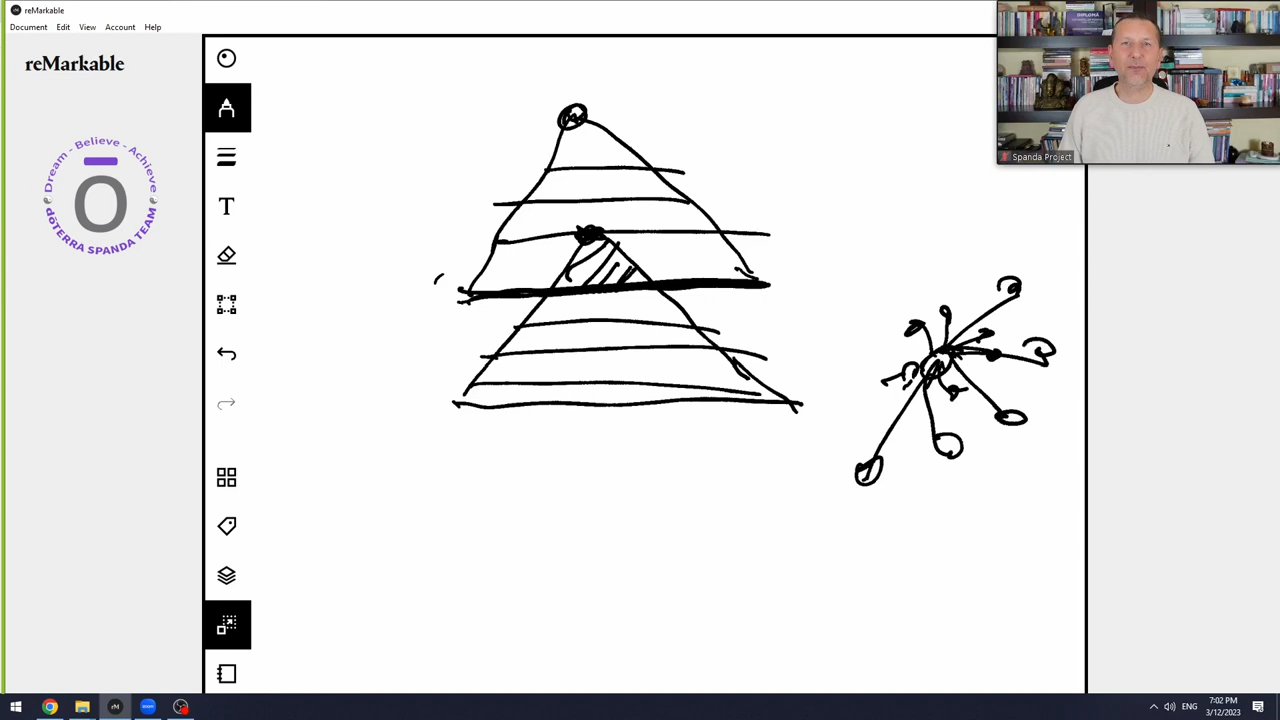 reMarkable
Document Edit View Account Help
reMarkable
Dream - Believe - Achieve
dōTERRA SPANDA TEAM
T
Spanda Project
ENG
7:02 PM
3/12/2023